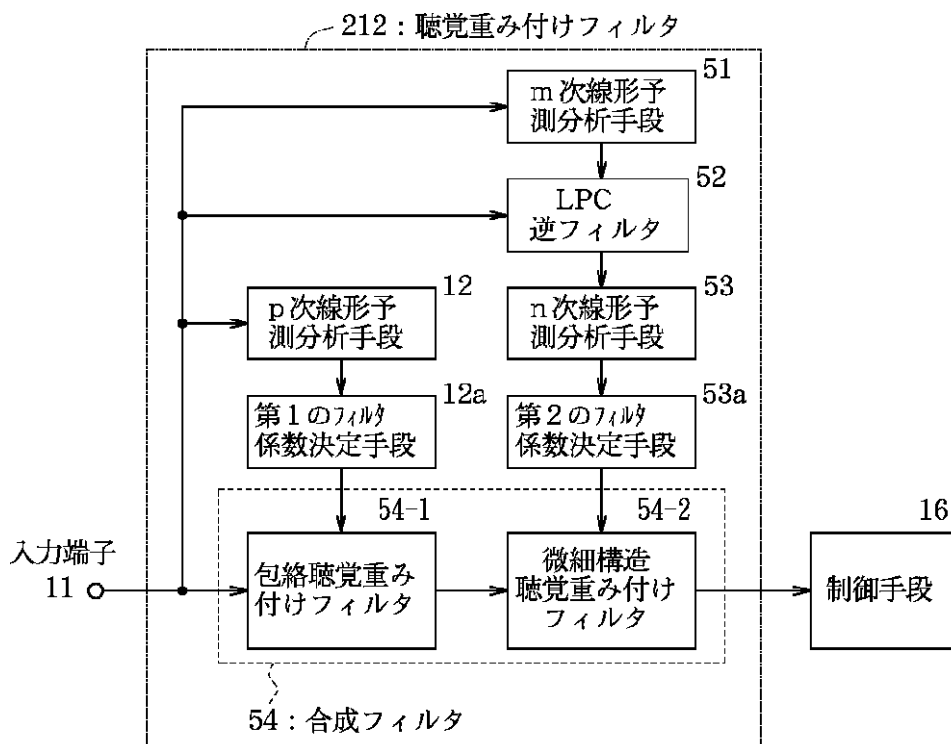 212：聴覚重み付けフィルタ
51
m次線形予
測分析手段
52
LPC
逆フィルタ
12
p次線形予
測分析手段
53
n次線形予
測分析手段
12a
第1のフィルタ
係数決定手段
53a
第2のフィルタ
係数決定手段
54-1
54-2
16
入力端子
11
包絡聴覚重み
付けフィルタ
微細構造
聴覚重み付け
フィルタ
制御手段
54：合成フィルタ